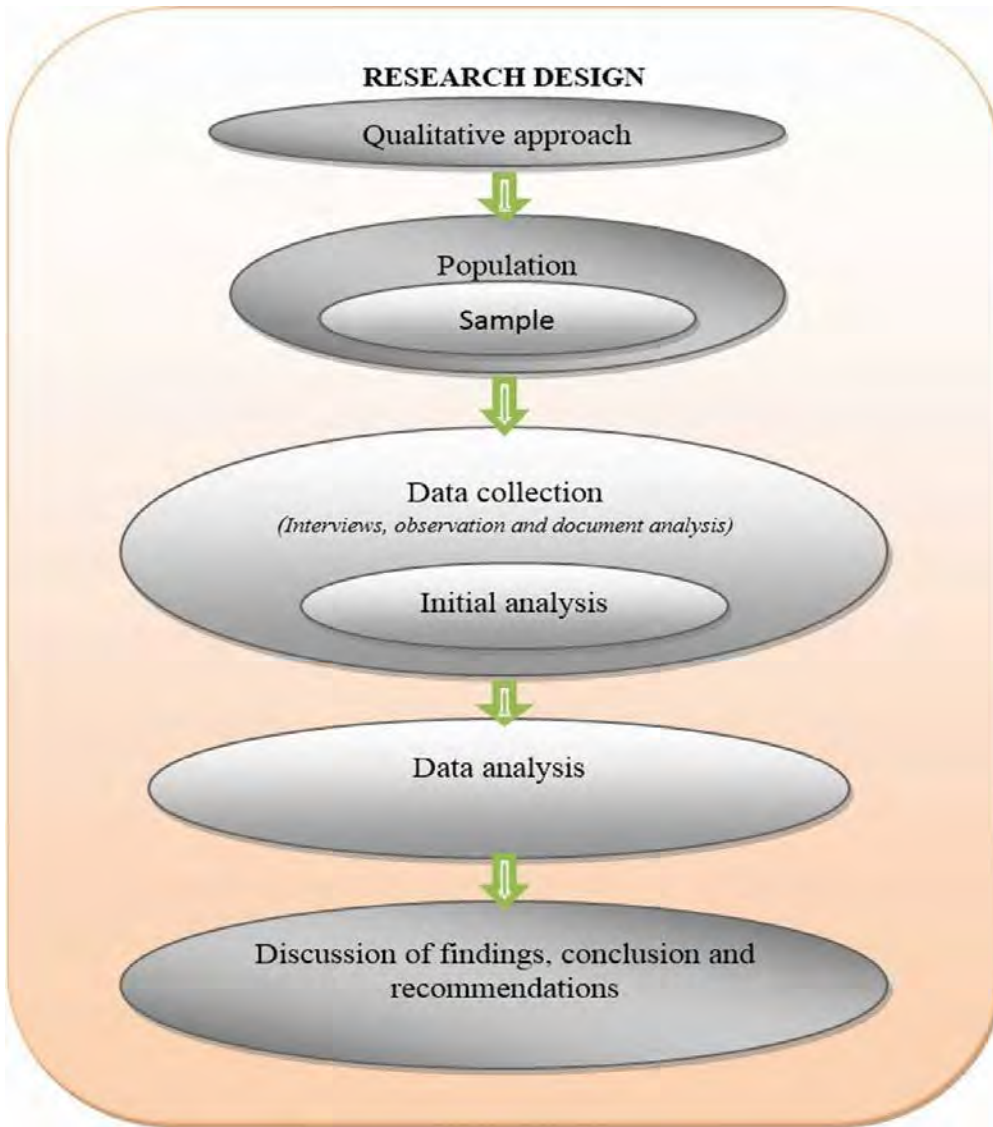 RESEARCH DESIGN
Qualitative approach
Population
Sample
Data collection
(Interviews, observation and document analysis)
Initial analysis
Data analysis
Discussion of findings, conclusion and
recommendations